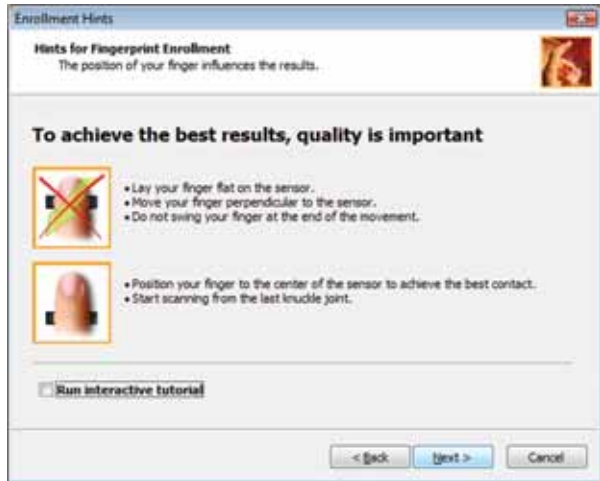 Enrollment Hints
Hints for Fingerprint Enrollment
The position of your finger influences the results.
To achieve the best results, quality is important
• Lay your finger flat on the sensor.
• Move your finger perpendicular to the sensor.
• Do not swing your finger at the end of the movement.
• Position your finger to the center of the sensor to achieve the best contact.
• Start scanning from the last knuckle joint.
Run interactive tutorial
< Back Next > Cancel